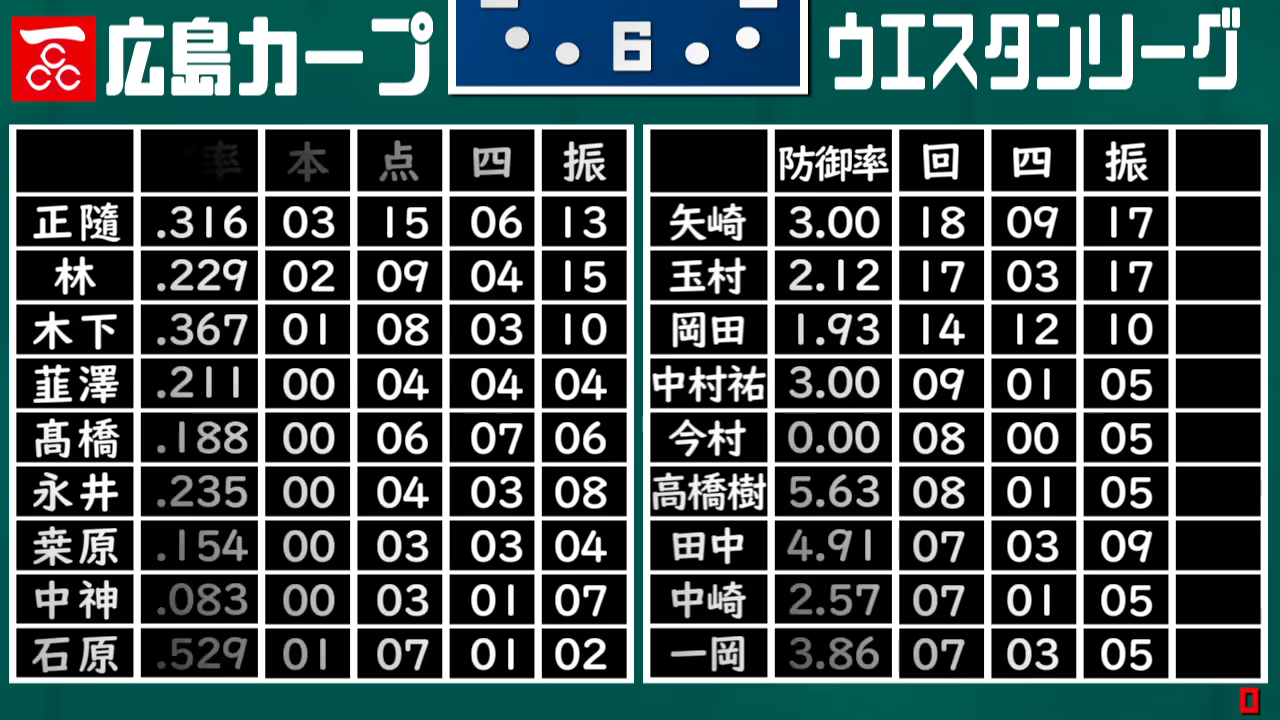 一 CCC 広島カープ 6 ウエスタンリーグ
率 本 点 四 振
正隨 .316 03 15 06 13
林 .229 02 09 04 15
木下 .367 01 08 03 10
韮澤 .211 00 04 04 04
髙橋 .188 00 06 07 06
永井 .235 00 04 03 08
桒原 .154 00 03 03 04
中神 .083 00 03 01 07
石原 .529 01 07 01 02
防御率 回 四 振
矢崎 3.00 18 09 17
玉村 2.12 17 03 17
岡田 1.93 14 12 10
中村祐 3.00 09 01 05
今村 0.00 08 00 05
高橋樹 5.63 08 01 05
田中 4.91 07 03 09
中崎 2.57 07 01 05
一岡 3.86 07 03 05
0